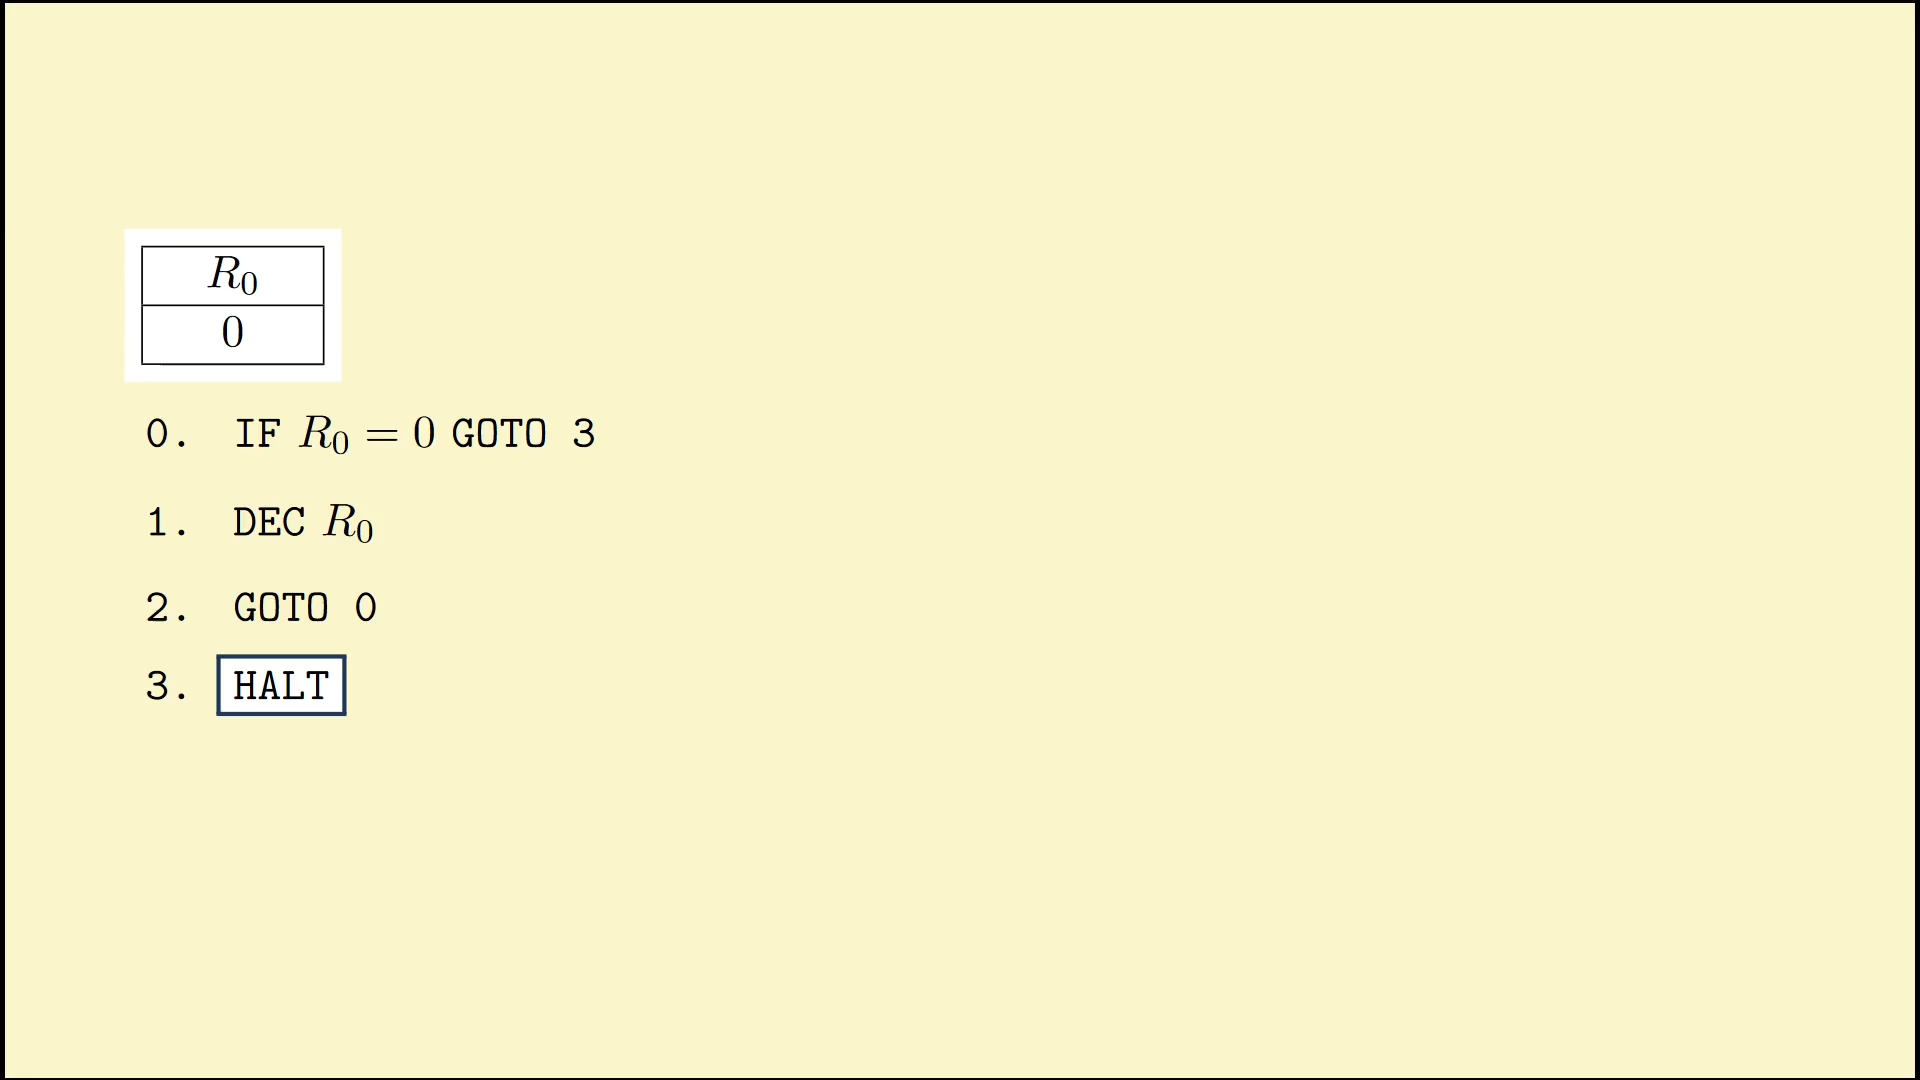 R₀
0
0. IF R₀ = 0 GOTO 3
1. DEC R₀
2. GOTO 0
3. HALT